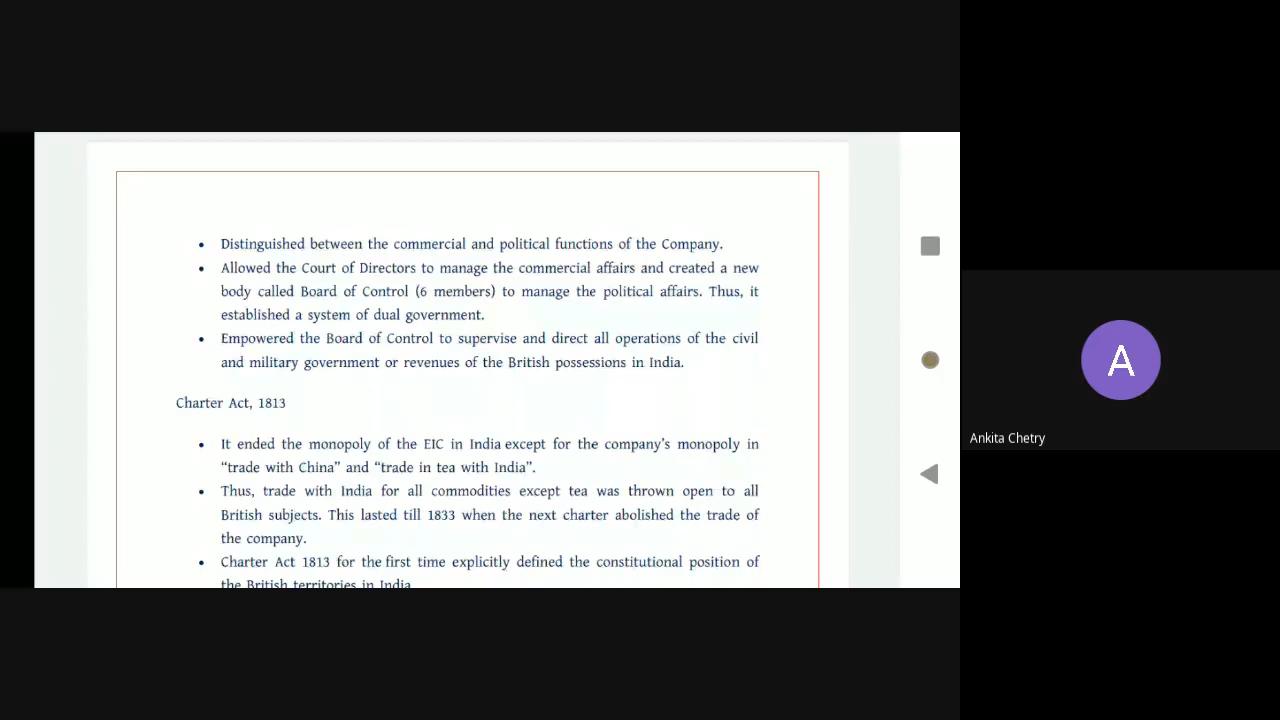 • Distinguished between the commercial and political functions of the Company.
• Allowed the Court of Directors to manage the commercial affairs and created a new
body called Board of Control (6 members) to manage the political affairs. Thus, it
established a system of dual government.
• Empowered the Board of Control to supervise and direct all operations of the civil
and military government or revenues of the British possessions in India.
Charter Act, 1813
• It ended the monopoly of the EIC in India except for the company's monopoly in
“trade with China” and “trade in tea with India”.
• Thus, trade with India for all commodities except tea was thrown open to all
British subjects. This lasted till 1833 when the next charter abolished the trade of
the company.
• Charter Act 1813 for the first time explicitly defined the constitutional position of
the British territories in India
A
Ankita Chetry